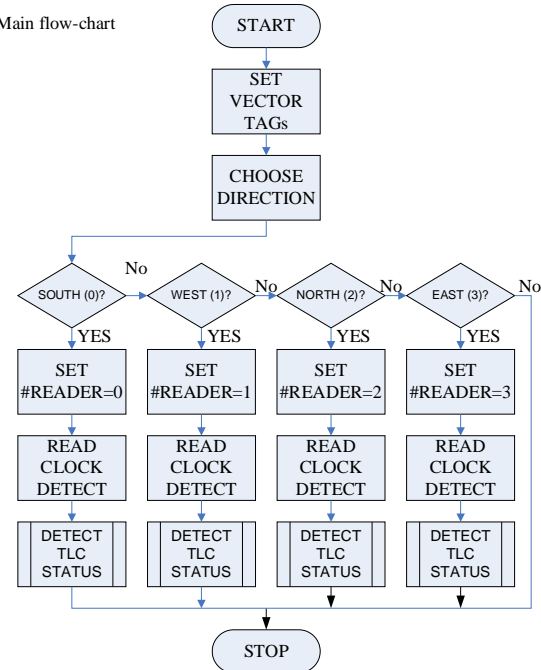 Main flow-chart
START
SET
VECTOR
TAGs
CHOOSE
DIRECTION
No
SOUTH (0)?
WEST (1)?
No
NORTH (2)?
No
EAST (3)?
No
YES
YES
YES
YES
SET
#READER=0
SET
#READER=1
SET
#READER=2
SET
#READER=3
READ
CLOCK
DETECT
READ
CLOCK
DETECT
READ
CLOCK
DETECT
READ
CLOCK
DETECT
DETECT
TLC
STATUS
DETECT
TLC
STATUS
DETECT
TLC
STATUS
DETECT
TLC
STATUS
STOP